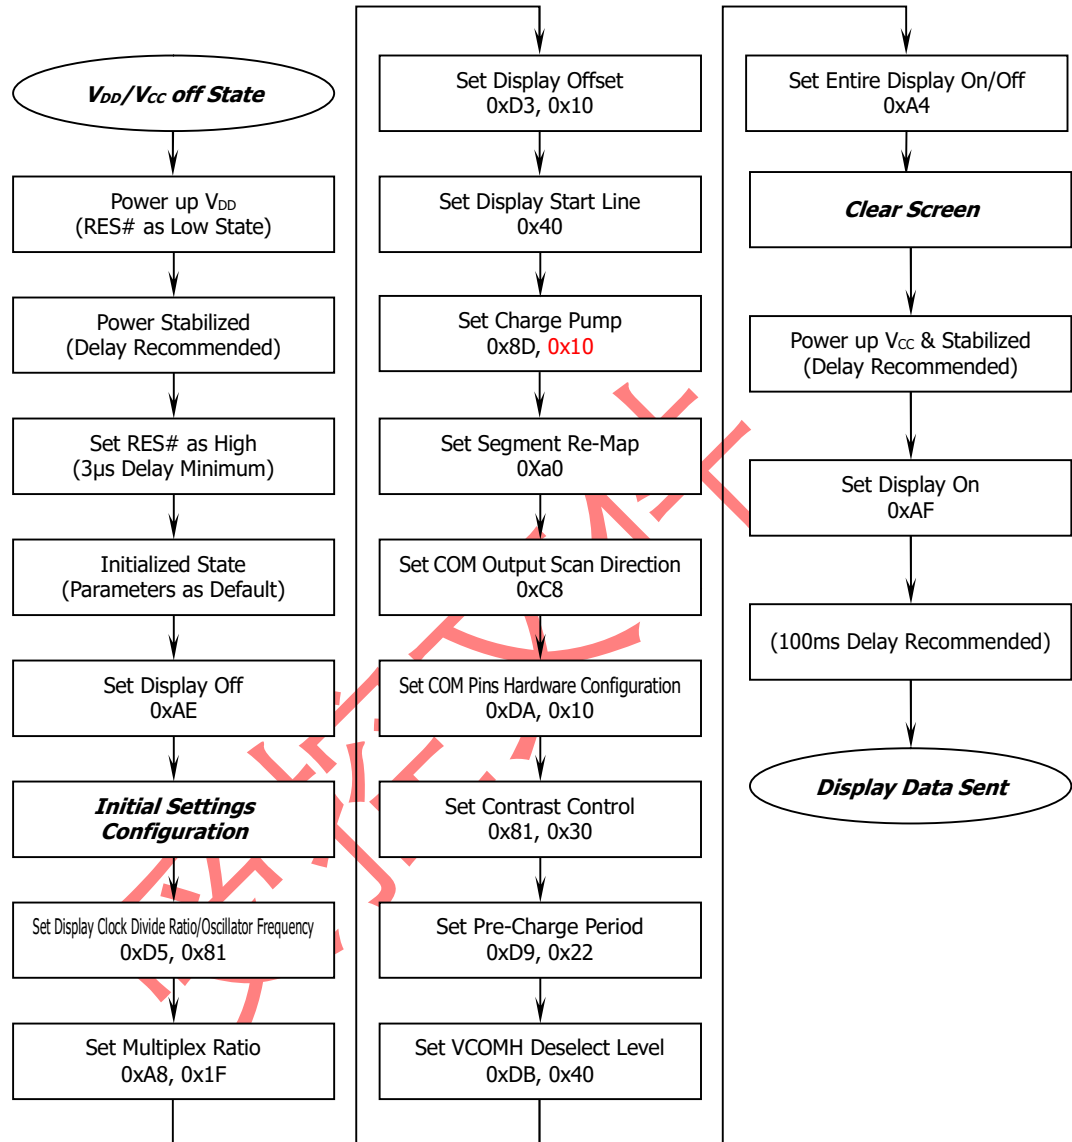 VDD/VCC off State
Power up VDD
(RES# as Low State)
Power Stabilized
(Delay Recommended)
Set RES# as High
(3μs Delay Minimum)
Initialized State
(Parameters as Default)
Set Display Off
0xAE
Initial Settings
Configuration
Set Display Clock Divide Ratio/Oscillator Frequency
0xD5, 0x81
Set Multiplex Ratio
0xA8, 0x1F
Set Display Offset
0xD3, 0x10
Set Display Start Line
0x40
Set Charge Pump
0x8D, 0x10
Set Segment Re-Map
0Xa0
Set COM Output Scan Direction
0xC8
Set COM Pins Hardware Configuration
0xDA, 0x10
Set Contrast Control
0x81, 0x30
Set Pre-Charge Period
0xD9, 0x22
Set VCOMH Deselect Level
0xDB, 0x40
Set Entire Display On/Off
0xA4
Clear Screen
Power up VCC & Stabilized
(Delay Recommended)
Set Display On
0xAF
(100ms Delay Recommended)
Display Data Sent